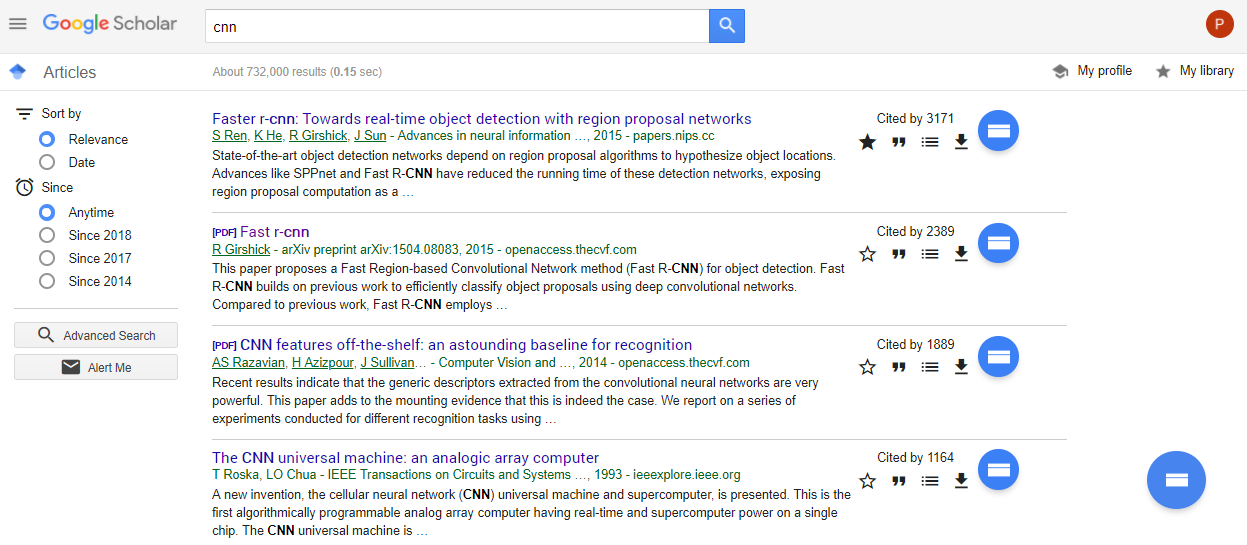 Google Scholar
cnn
P
Articles
About 732,000 results (0.15 sec)
My profile
My library
Sort by
Relevance
Date
Since
Anytime
Since 2018
Since 2017
Since 2014
Advanced Search
Alert Me
Faster r-cnn: Towards real-time object detection with region proposal networks
S Ren, K He, R Girshick, J Sun - Advances in neural information …, 2015 - papers.nips.cc
State-of-the-art object detection networks depend on region proposal algorithms to hypothesize object locations.
Advances like SPPnet and Fast R-CNN have reduced the running time of these detection networks, exposing
region proposal computation as a …
Cited by 3171
[PDF] Fast r-cnn
R Girshick - arXiv preprint arXiv:1504.08083, 2015 - openaccess.thecvf.com
This paper proposes a Fast Region-based Convolutional Network method (Fast R-CNN) for object detection. Fast
R-CNN builds on previous work to efficiently classify object proposals using deep convolutional networks.
Compared to previous work, Fast R-CNN employs …
Cited by 2389
[PDF] CNN features off-the-shelf: an astounding baseline for recognition
AS Razavian, H Azizpour, J Sullivan… - Computer Vision and …, 2014 - openaccess.thecvf.com
Recent results indicate that the generic descriptors extracted from the convolutional neural networks are very
powerful. This paper adds to the mounting evidence that this is indeed the case. We report on a series of
experiments conducted for different recognition tasks using …
Cited by 1889
The CNN universal machine: an analogic array computer
T Roska, LO Chua - IEEE Transactions on Circuits and Systems …, 1993 - ieeexplore.ieee.org
A new invention, the cellular neural network (CNN) universal machine and supercomputer, is presented. This is the
first algorithmically programmable analog array computer having real-time and supercomputer power on a single
chip. The CNN universal machine is …
Cited by 1164